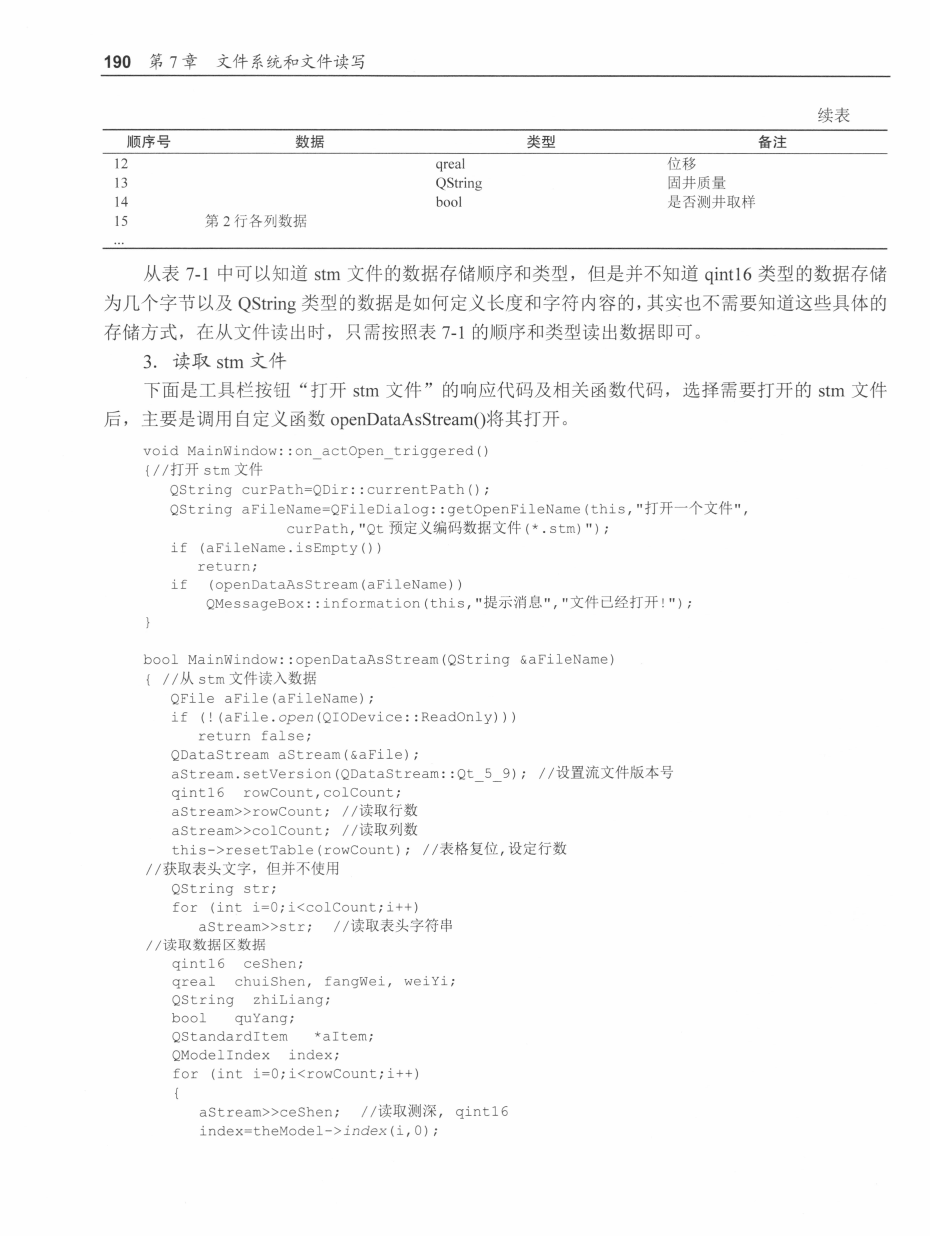 190 第 7 章 文件系统和文件读写
续表
顺序号 数据 类型 备注
12 qreal 位移
13 QString 固井质量
14 bool 是否测井取样
15 第 2 行各列数据
...
从表 7-1 中可以知道 stm 文件的数据存储顺序和类型，但是并不知道 qint16 类型的数据存储
为几个字节以及 QString 类型的数据是如何定义长度和字符内容的，其实也不需要知道这些具体的
存储方式，在从文件读出时，只需按照表 7-1 的顺序和类型读出数据即可。
3．读取 stm 文件
下面是工具栏按钮“打开 stm 文件”的响应代码及相关函数代码，选择需要打开的 stm 文件
后，主要是调用自定义函数 openDataAsStream()将其打开。
void MainWindow::on_actOpen_triggered()
{//打开 stm 文件
QString curPath=QDir::currentPath();
QString aFileName=QFileDialog::getOpenFileName(this,"打开一个文件",
curPath,"Qt 预定义编码数据文件(*.stm)");
if (aFileName.isEmpty())
return;
if (openDataAsStream(aFileName))
QMessageBox::information(this,"提示消息","文件已经打开!");
}
bool MainWindow::openDataAsStream(QString &aFileName)
{ //从 stm 文件读入数据
QFile aFile(aFileName);
if (!(aFile.open(QIODevice::ReadOnly)))
return false;
QDataStream aStream(&aFile);
aStream.setVersion(QDataStream::Qt_5_9); //设置流文件版本号
qint16 rowCount,colCount;
aStream>>rowCount; //读取行数
aStream>>colCount; //读取列数
this->resetTable(rowCount); //表格复位,设定行数
//获取表头文字，但并不使用
QString str;
for (int i=0;i<colCount;i++)
aStream>>str; //读取表头字符串
//读取数据区数据
qint16 ceShen;
qreal chuiShen, fangWei, weiYi;
QString zhiLiang;
bool quYang;
QStandardItem *aItem;
QModelIndex index;
for (int i=0;i<rowCount;i++)
{
aStream>>ceShen; //读取测深, qint16
index=theModel->index(i,0);